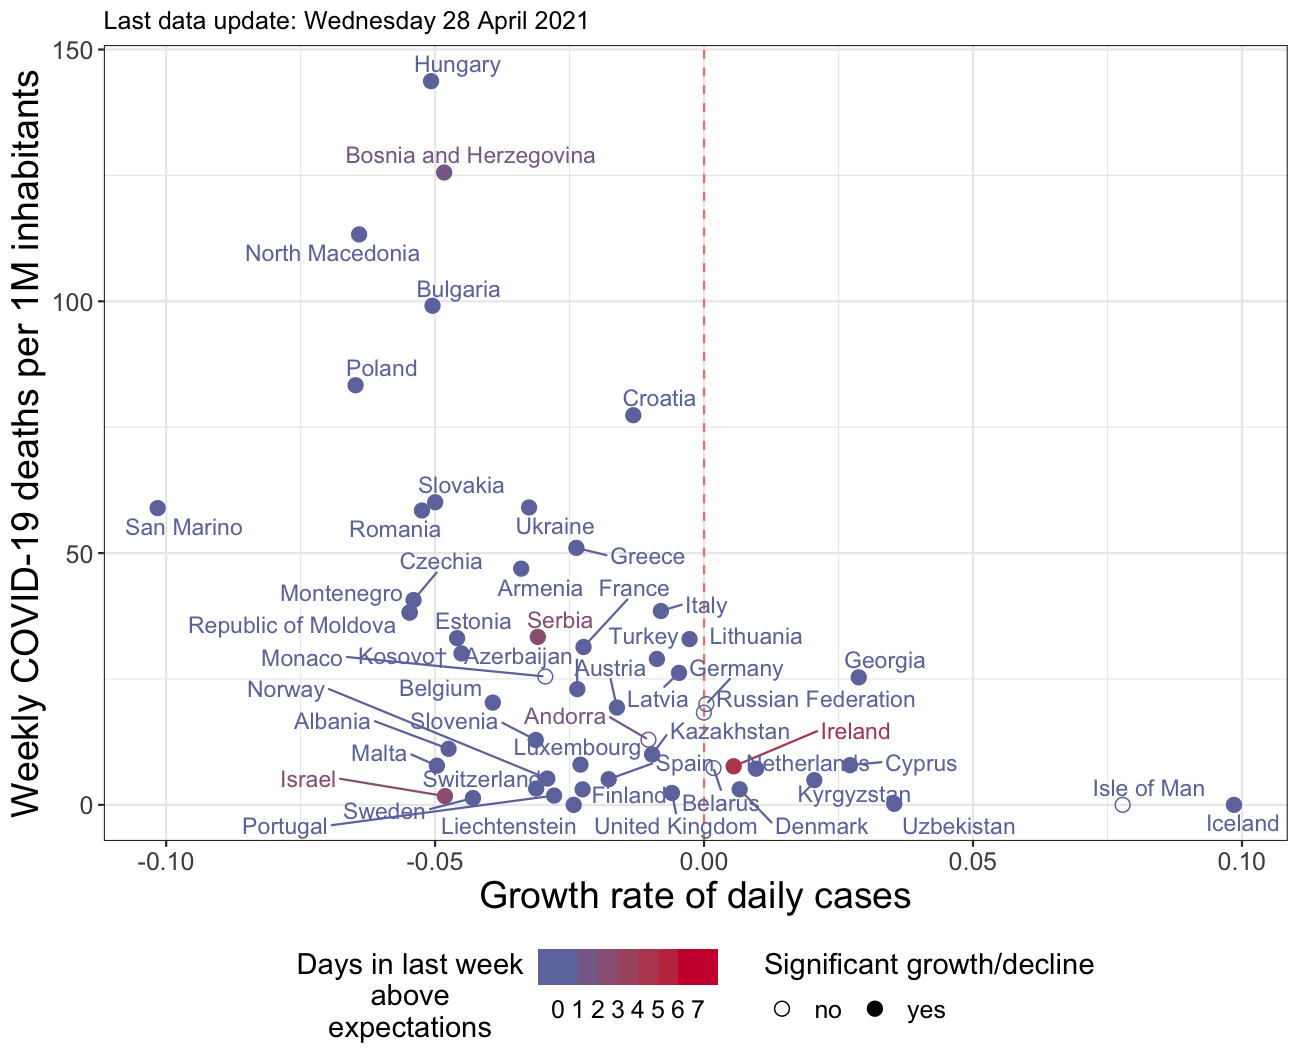 Last data update: Wednesday 28 April 2021
Weekly COVID-19 deaths per 1M inhabitants
150
100
50
0
Hungary
Bosnia and Herzegovina
North Macedonia
Bulgaria
Poland
Croatia
Slovakia
San Marino
Romania
Ukraine
Greece
Czechia
Armenia
France
Montenegro
Italy
Republic of Moldova
Estonia
Serbia
Turkey
Lithuania
Monaco
Kosovo†
Azerbaijan
Austria
Germany
Georgia
Norway
Belgium
Latvia
Russian Federation
Albania
Slovenia
Andorra
Kazakhstan
Ireland
Malta
Luxembourg
Spain
Netherlands
Cyprus
Israel
Switzerland
Finland
Belarus
Kyrgyzstan
Isle of Man
Sweden
Portugal
Liechtenstein
United Kingdom
Denmark
Uzbekistan
Iceland
-0.10
-0.05
0.00
0.05
0.10
Growth rate of daily cases
Days in last week
above
expectations
0 1 2 3 4 5 6 7
Significant growth/decline
no
yes